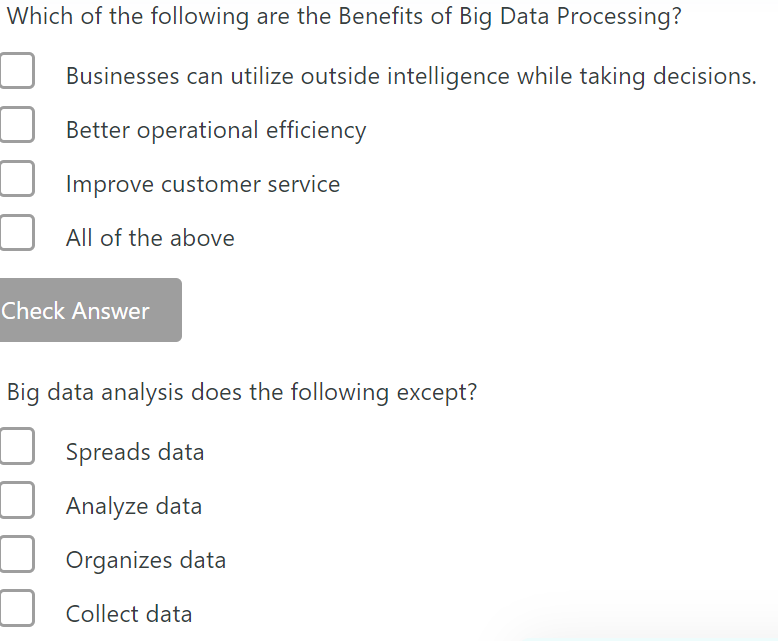 Which of the following are the Benefits of Big Data Processing?
Businesses can utilize outside intelligence while taking decisions.
Better operational efficiency
Improve customer service
All of the above
Check Answer
Big data analysis does the following except?
Spreads data
Analyze data
Organizes data
Collect data